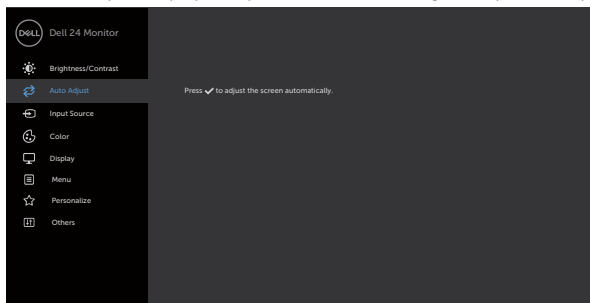 DELL
Dell 24 Monitor
Brightness/Contrast
Auto Adjust
Press ✔ to adjust the screen automatically.
Input Source
Color
Display
Menu
Personalize
Others